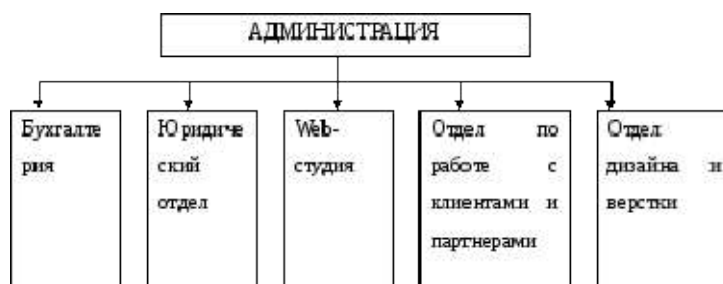 АДМИНИСТРАЦИЯ
Бухгалте
рия
Юридиче
ский
отдел
Web-
студия
Отдел по
работе с
клиентами и
партнерами
Отдел
дизайна и
верстки